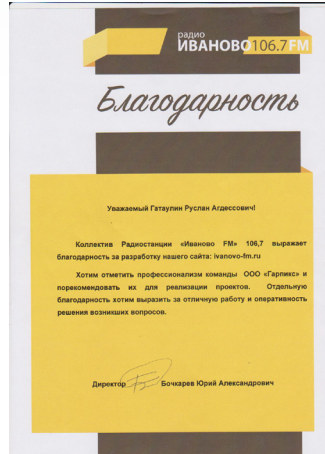 радио
ИВАНОВО 106.7 FM
Благодарность
Уважаемый Гатаулин Руслан Агдессович!
Коллектив Радиостанции «Иваново FM» 106,7 выражает
благодарность за разработку нашего сайта: ivanovo-fm.ru
Хотим отметить профессионализм команды ООО «Гарпикс» и
порекомендовать их для реализации проектов. Отдельную
благодарность хотим выразить за отличную работу и оперативность
решения возникших вопросов.
Директор Бочкарев Юрий Александрович